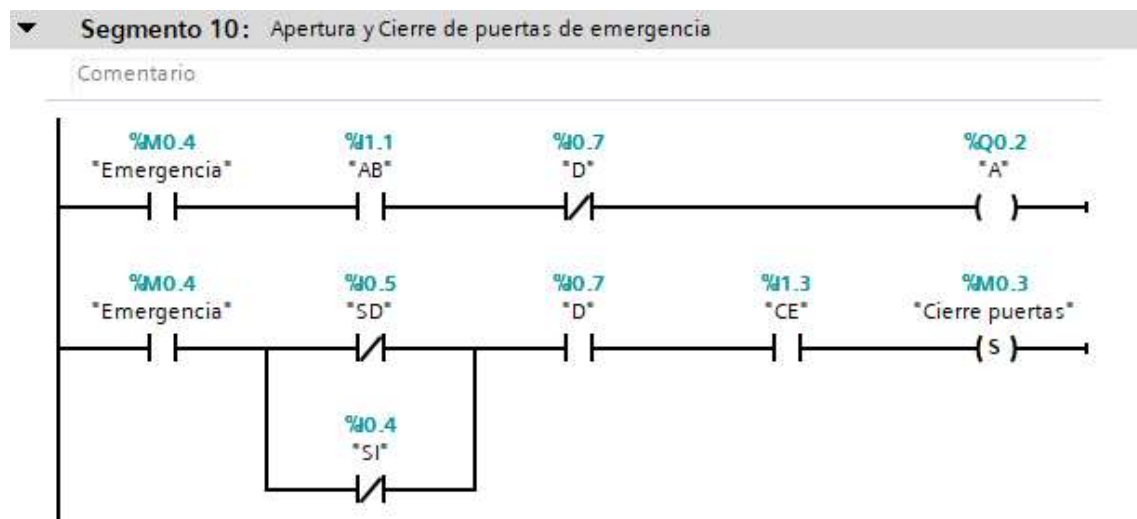 Segmento 10: Apertura y Cierre de puertas de emergencia
Comentario
%M0.4 %I1.1 %I0.7 %Q0.2
"Emergencia" "AB" "D" "A"
%M0.4 %I0.5 %I0.7 %I1.3 %M0.3
"Emergencia" "SD" "D" "CE" "Cierre puertas"
S
%I0.4
"SI"